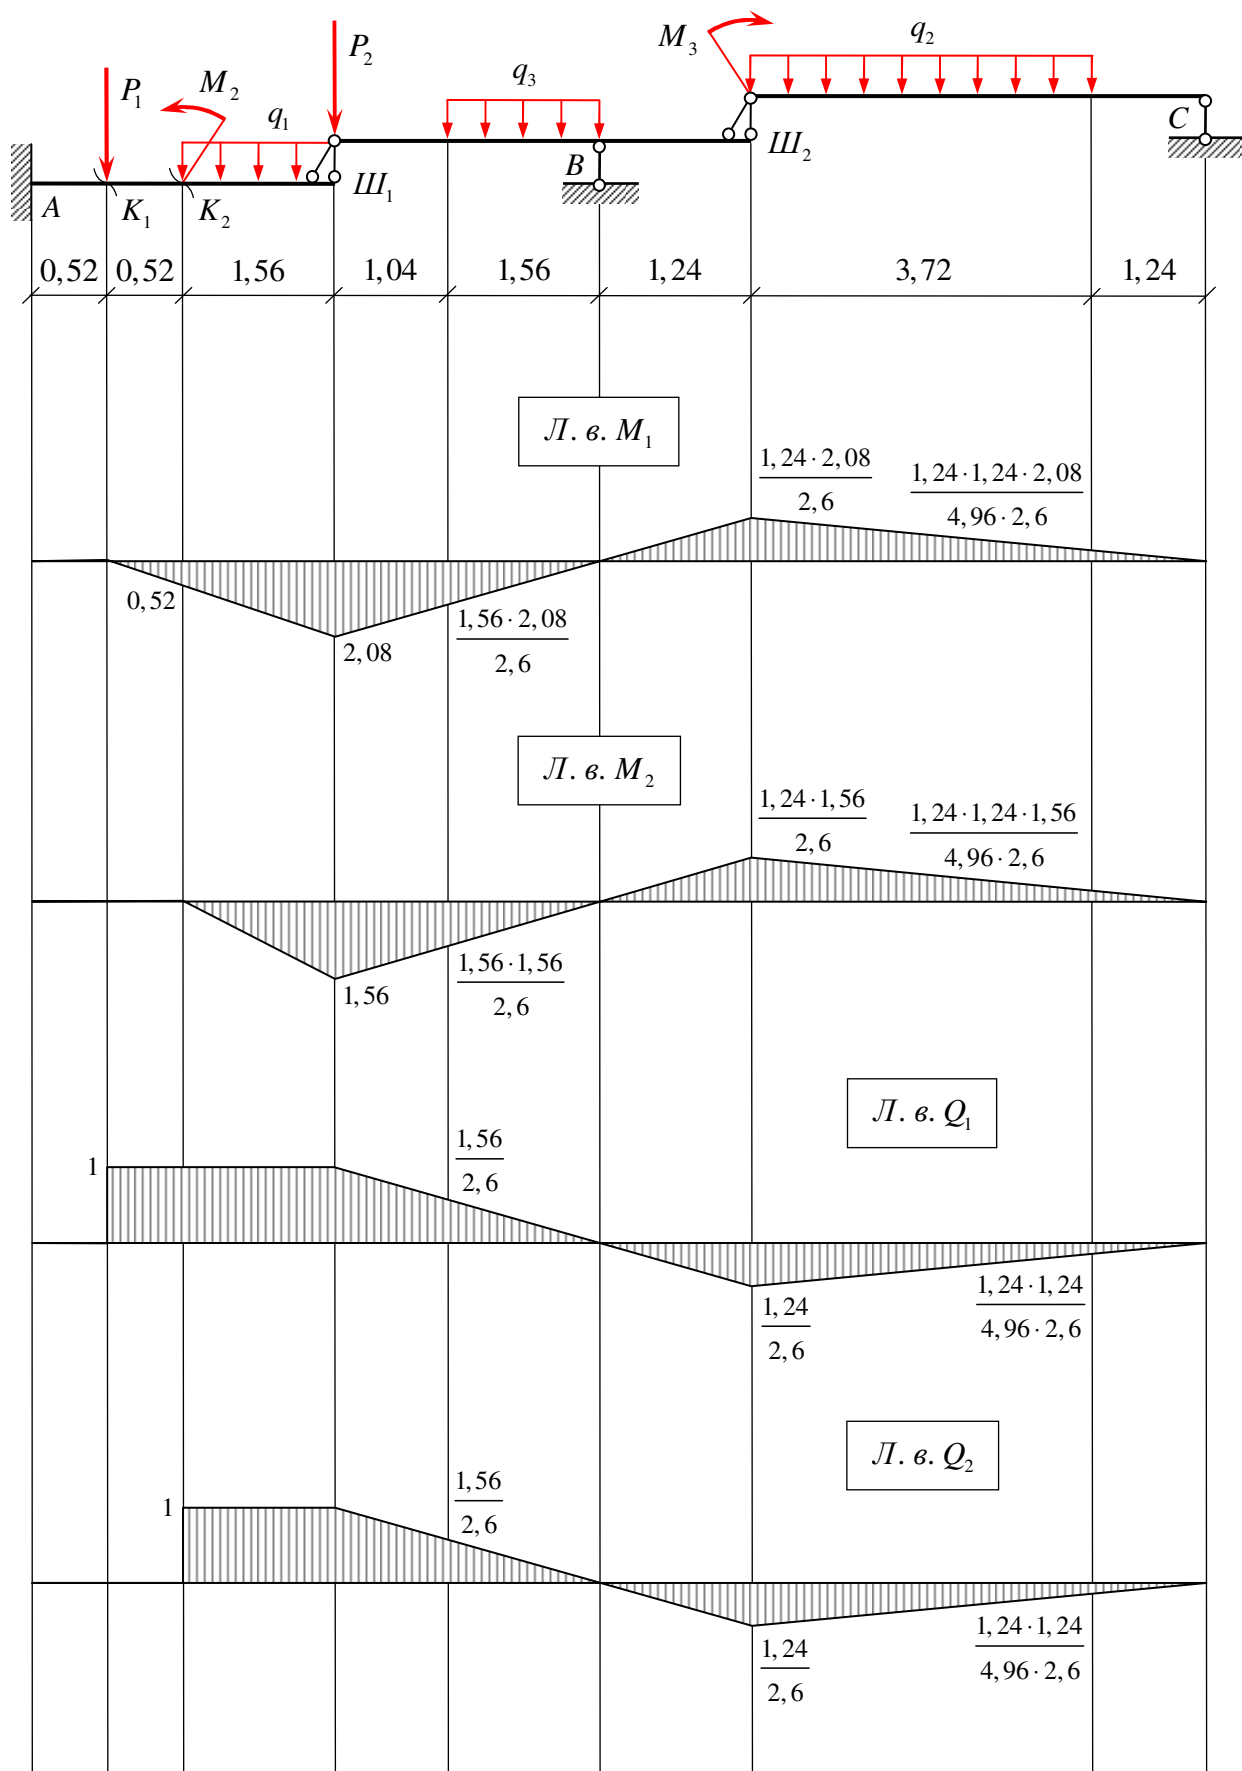 P₂
M₃
q₂
P₁
M₂
q₃
q₁
Ш₁
B
Ш₂
C
A
K₁
K₂
0,52 0,52 1,56 1,04 1,56 1,24 3,72 1,24
Л. в. M₁
1,24·2,08
2,6
1,24·1,24·2,08
4,96·2,6
0,52
2,08
1,56·2,08
2,6
Л. в. M₂
1,24·1,56
2,6
1,24·1,24·1,56
4,96·2,6
1,56
1,56·1,56
2,6
Л. в. Q₁
1
1,56
2,6
1,24
2,6
1,24·1,24
4,96·2,6
Л. в. Q₂
1
1,56
2,6
1,24
2,6
1,24·1,24
4,96·2,6